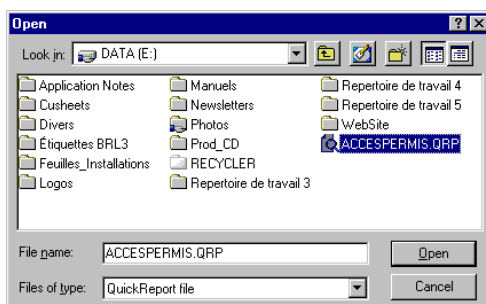 Open
Look in: DATA (E:)
Application Notes Manuels Repertoire de travail 4
Cusheets Newsletters Repertoire de travail 5
Divers Photos WebSite
Étiquettes BRL3 Prod_CD ACCESPERMIS.QRP
Feuilles_Installations RECYCLER
Logos Repertoire de travail 3
File name: ACCESPERMIS.QRP Open
Files of type: QuickReport file Cancel